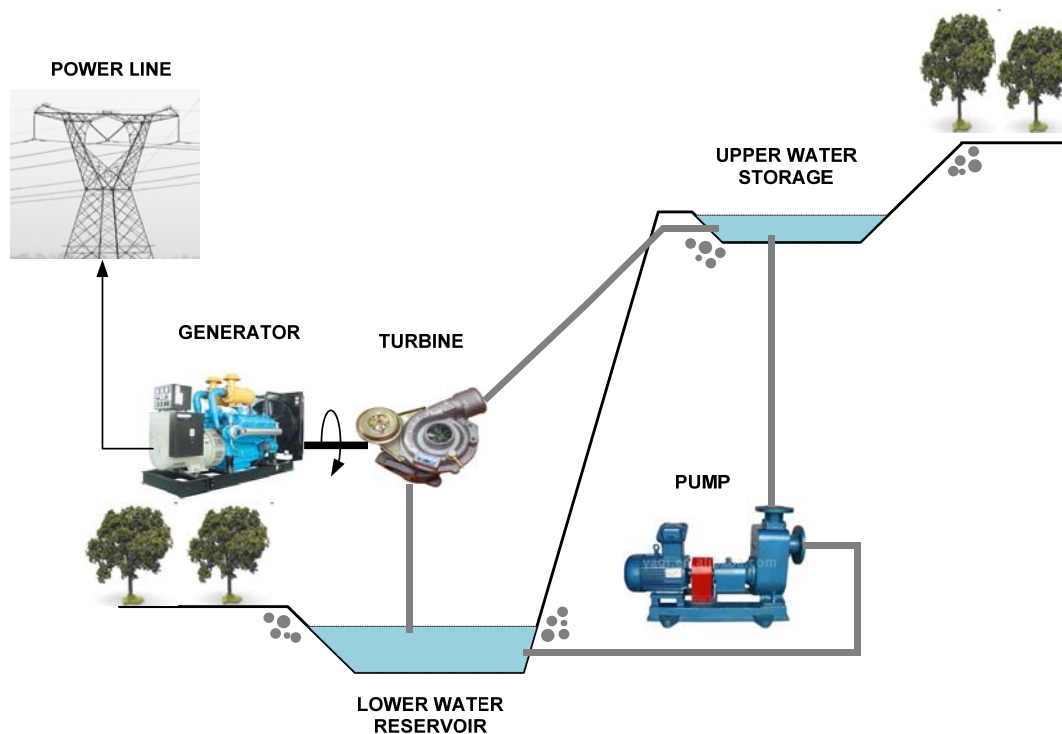 POWER LINE
UPPER WATER
STORAGE
GENERATOR
TURBINE
PUMP
LOWER WATER
RESERVOIR